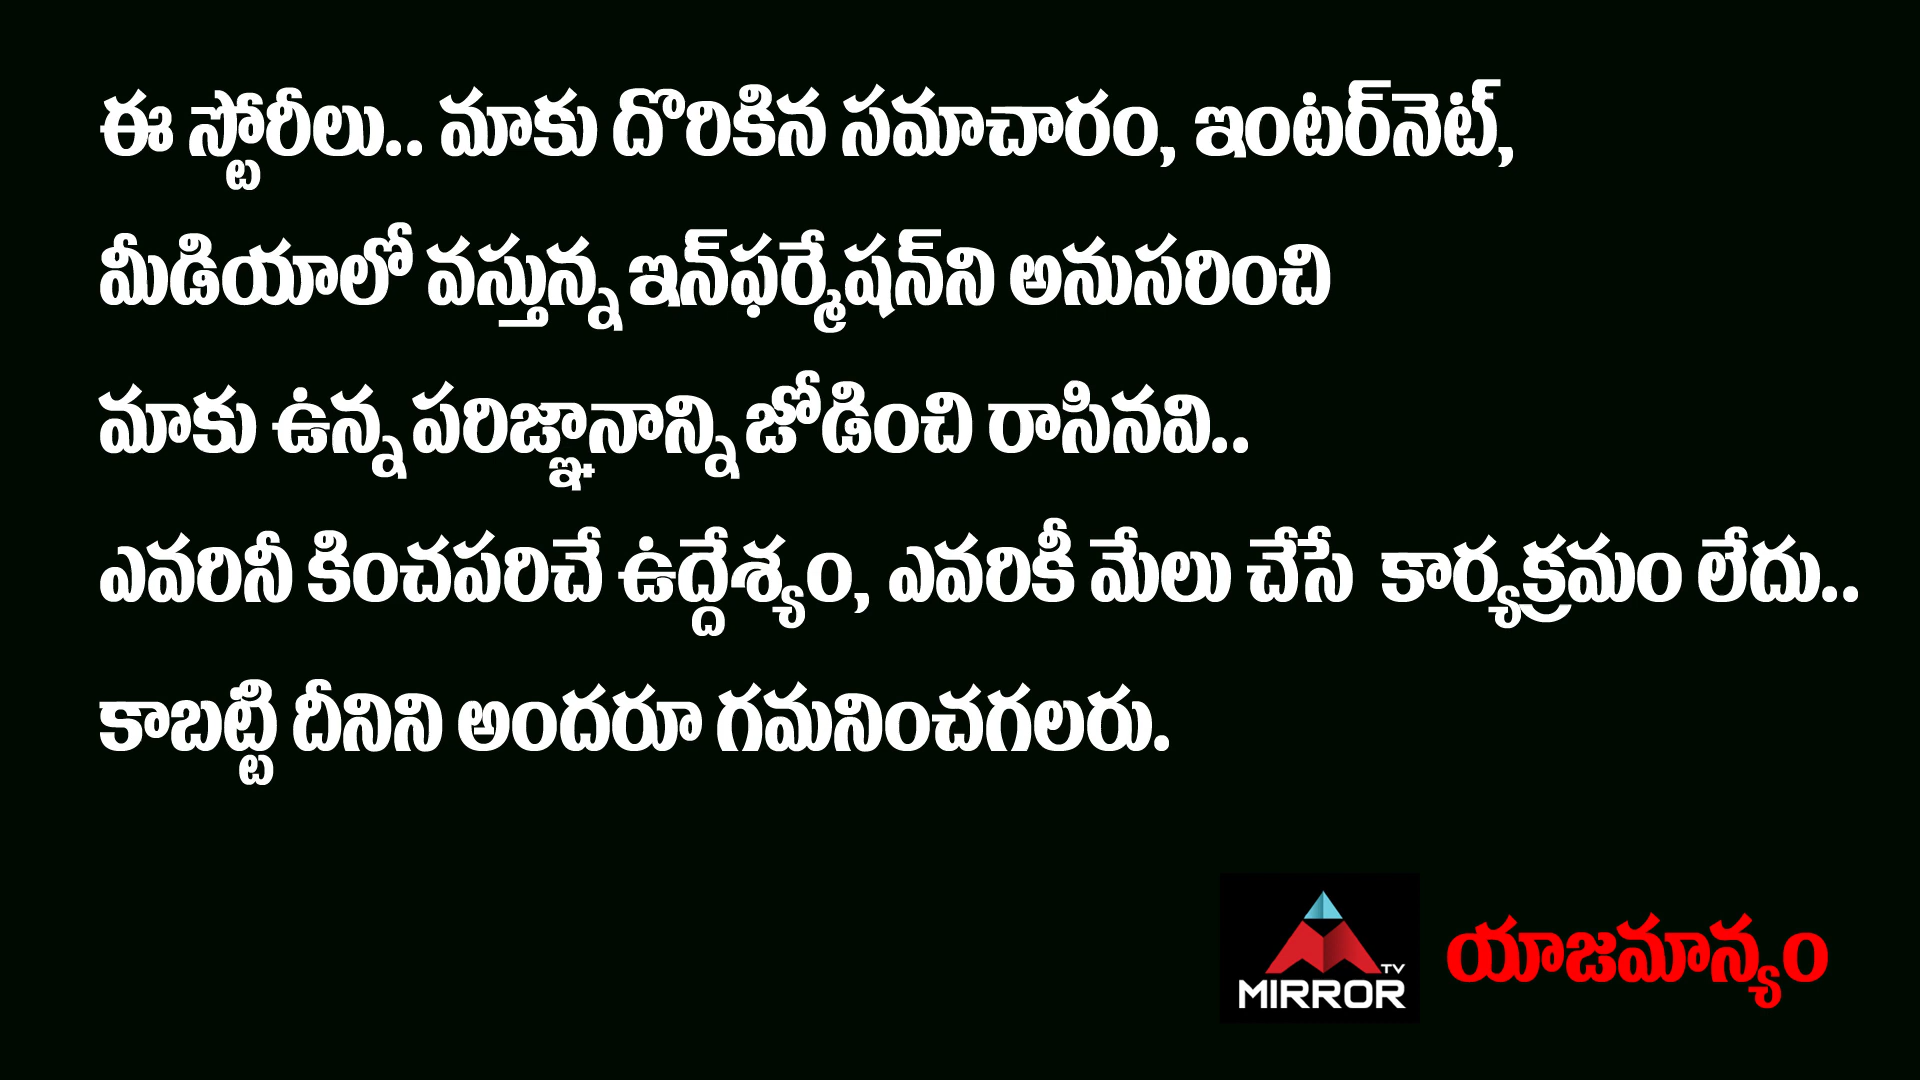 ఈ స్టోరీలు.. మాకు దొరికిన సమాచారం, ఇంటర్‌నెట్,
మీడియాలో వస్తున్న ఇన్‌ఫర్మేషన్‌ని అనుసరించి
మాకు ఉన్న పరిజ్ఞానాన్ని జోడించి రాసినవి..
ఎవరినీ కించపరిచే ఉద్దేశ్యం, ఎవరికీ మేలు చేసే కార్యక్రమం లేదు..
కాబట్టి దీనిని అందరూ గమనించగలరు.
TV
MIRROR
యాజమాన్యం